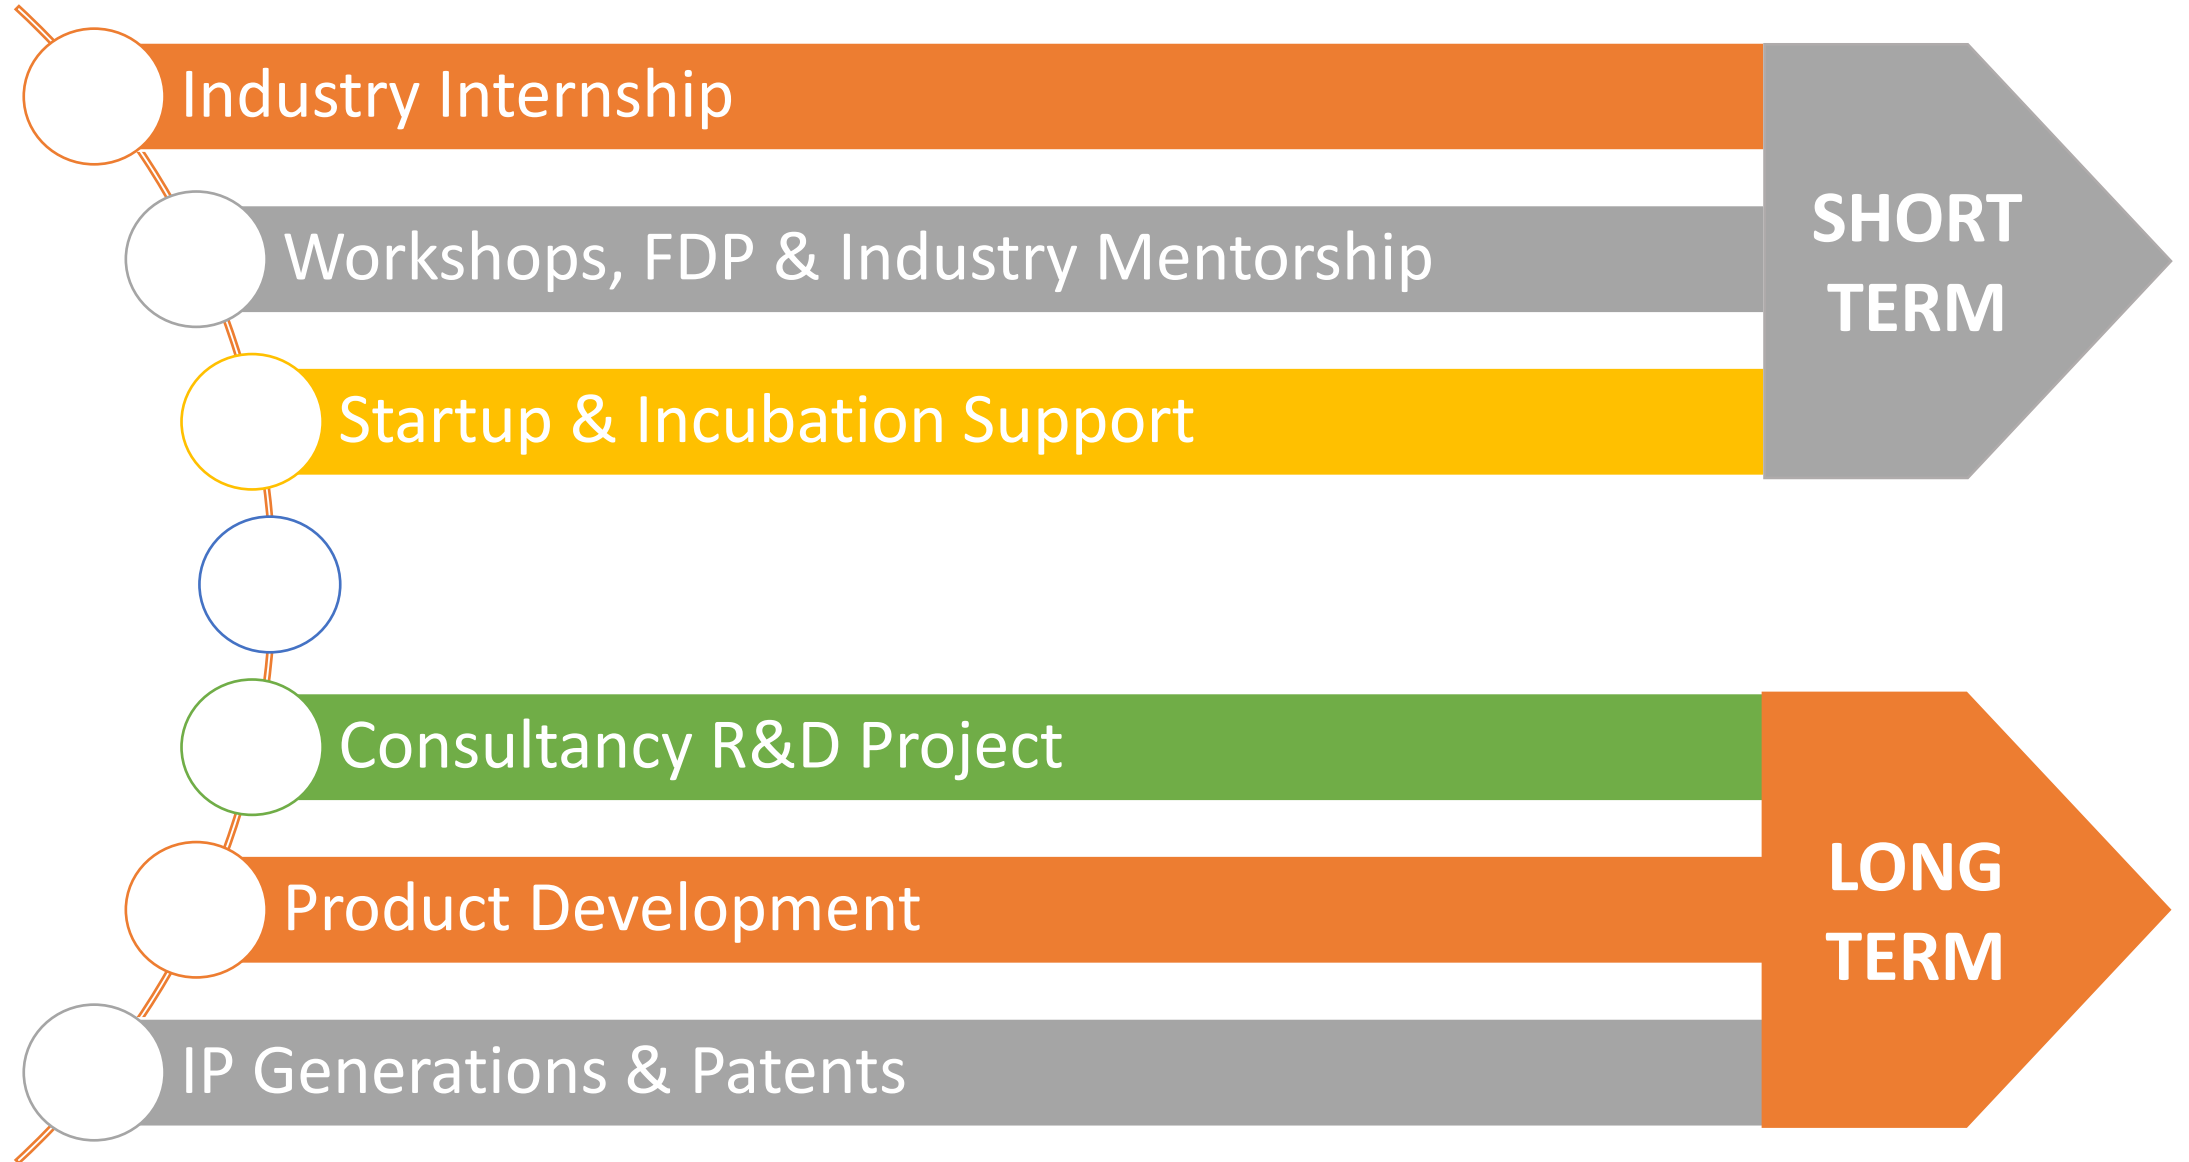 Industry Internship
Workshops, FDP & Industry Mentorship
Startup & Incubation Support
SHORT
TERM
Consultancy R&D Project
Product Development
IP Generations & Patents
LONG
TERM